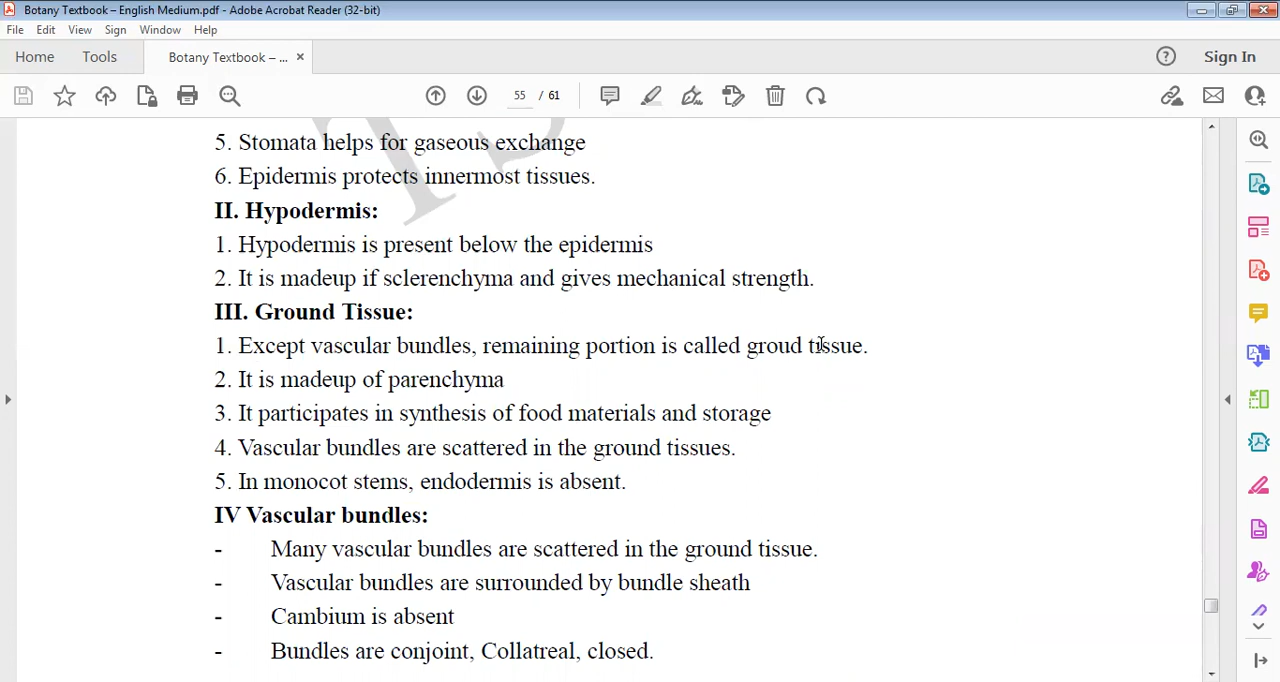 Botany Textbook – English Medium.pdf - Adobe Acrobat Reader (32-bit)
File Edit View Sign Window Help
Home Tools Botany Textbook – ... × Sign In
55 / 61
5. Stomata helps for gaseous exchange
6. Epidermis protects innermost tissues.
II. Hypodermis:
1. Hypodermis is present below the epidermis
2. It is madeup if sclerenchyma and gives mechanical strength.
III. Ground Tissue:
1. Except vascular bundles, remaining portion is called groud tissue.
2. It is madeup of parenchyma
3. It participates in synthesis of food materials and storage
4. Vascular bundles are scattered in the ground tissues.
5. In monocot stems, endodermis is absent.
IV Vascular bundles:
- Many vascular bundles are scattered in the ground tissue.
- Vascular bundles are surrounded by bundle sheath
- Cambium is absent
- Bundles are conjoint, Collatreal, closed.